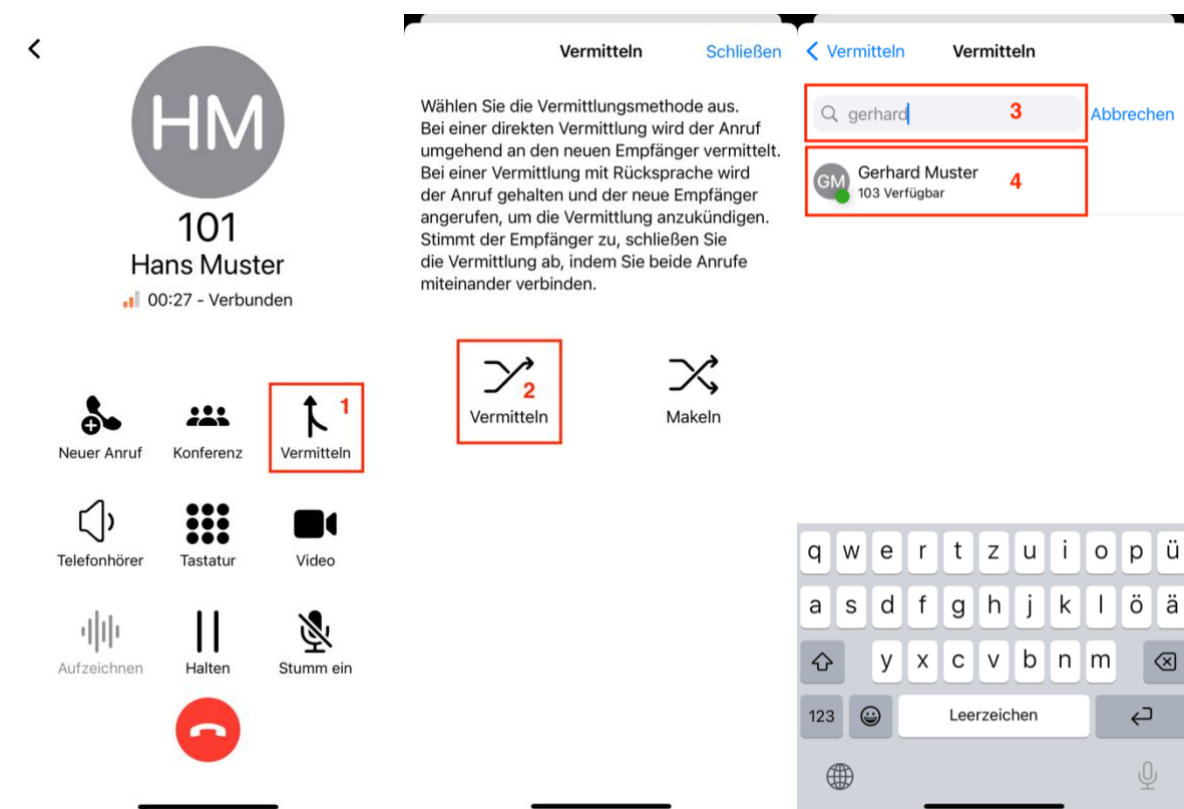 HM
101
Hans Muster
00:27 - Verbunden
1
Neuer Anruf
Konferenz
Vermitteln
Telefonhörer
Tastatur
Video
Aufzeichnen
Halten
Stumm ein
Vermitteln
Schließen
Wählen Sie die Vermittlungsmethode aus.
Bei einer direkten Vermittlung wird der Anruf
umgehend an den neuen Empfänger vermittelt.
Bei einer Vermittlung mit Rücksprache wird
der Anruf gehalten und der neue Empfänger
angerufen, um die Vermittlung anzukündigen.
Stimmt der Empfänger zu, schließen Sie
die Vermittlung ab, indem Sie beide Anrufe
miteinander verbinden.
2
Vermitteln
Makeln
Vermitteln
Vermitteln
gerhard
3
Abbrechen
GM
Gerhard Muster
103 Verfügbar
4
q w e r t z u i o p ü
a s d f g h j k l ö ä
y x c v b n m
123
Leerzeichen